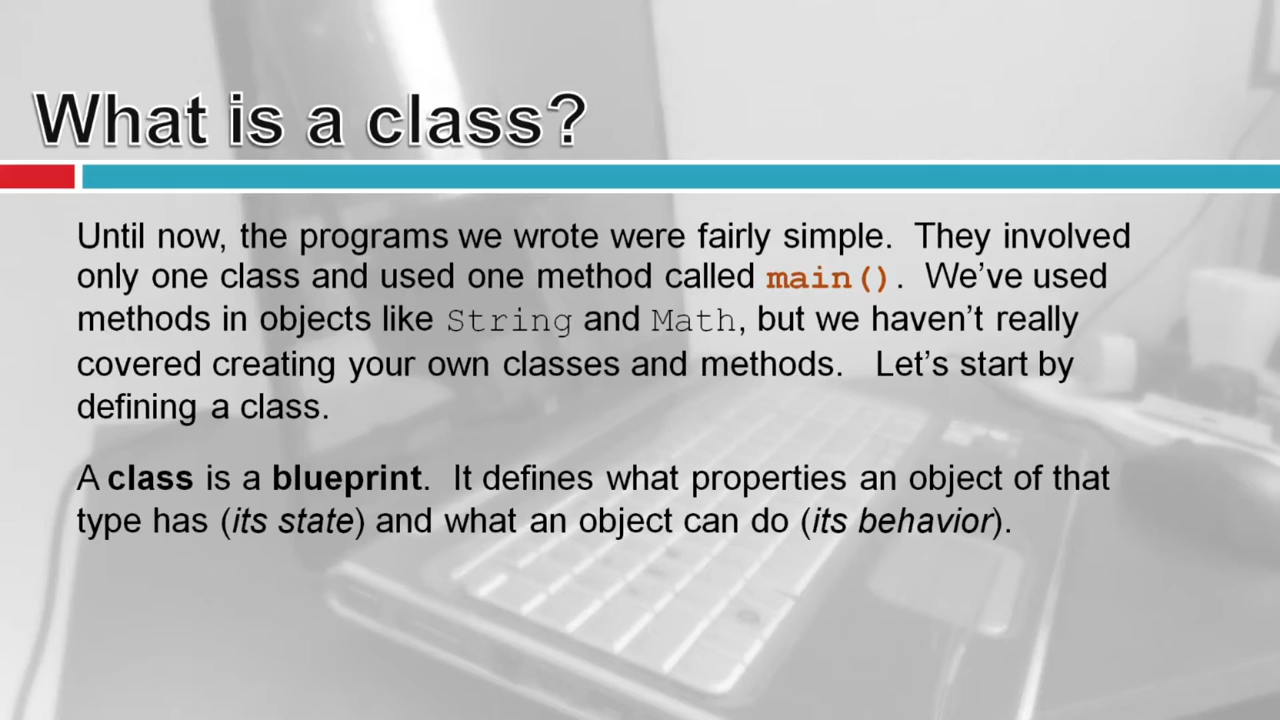 What is a class?
Until now, the programs we wrote were fairly simple. They involved
only one class and used one method called main(). We've used
methods in objects like String and Math, but we haven't really
covered creating your own classes and methods. Let's start by
defining a class.
A class is a blueprint. It defines what properties an object of that
type has (its state) and what an object can do (its behavior).